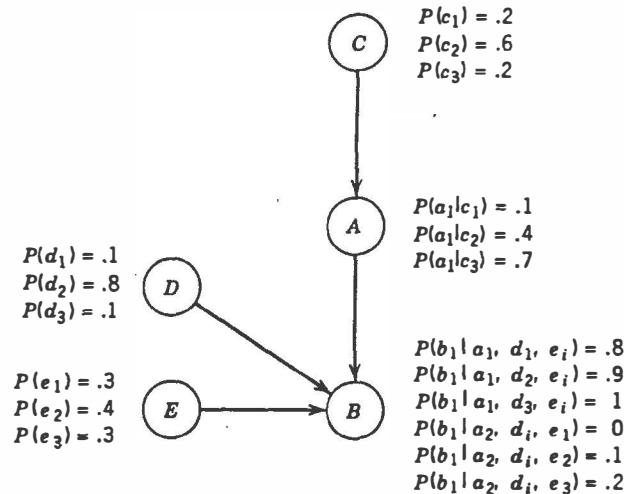 C
P(c₁) = .2
P(c₂) = .6
P(c₃) = .2
A
P(a₁|c₁) = .1
P(a₁|c₂) = .4
P(a₁|c₃) = .7
P(d₁) = .1
P(d₂) = .8
P(d₃) = .1
D
P(e₁) = .3
P(e₂) = .4
P(e₃) = .3
E
B
P(b₁|a₁, d₁, eᵢ) = .8
P(b₁|a₁, d₂, eᵢ) = .9
P(b₁|a₁, d₃, eᵢ) = 1
P(b₁|a₂, dᵢ, e₁) = 0
P(b₁|a₂, dᵢ, e₂) = .1
P(b₁|a₂, dᵢ, e₃) = .2